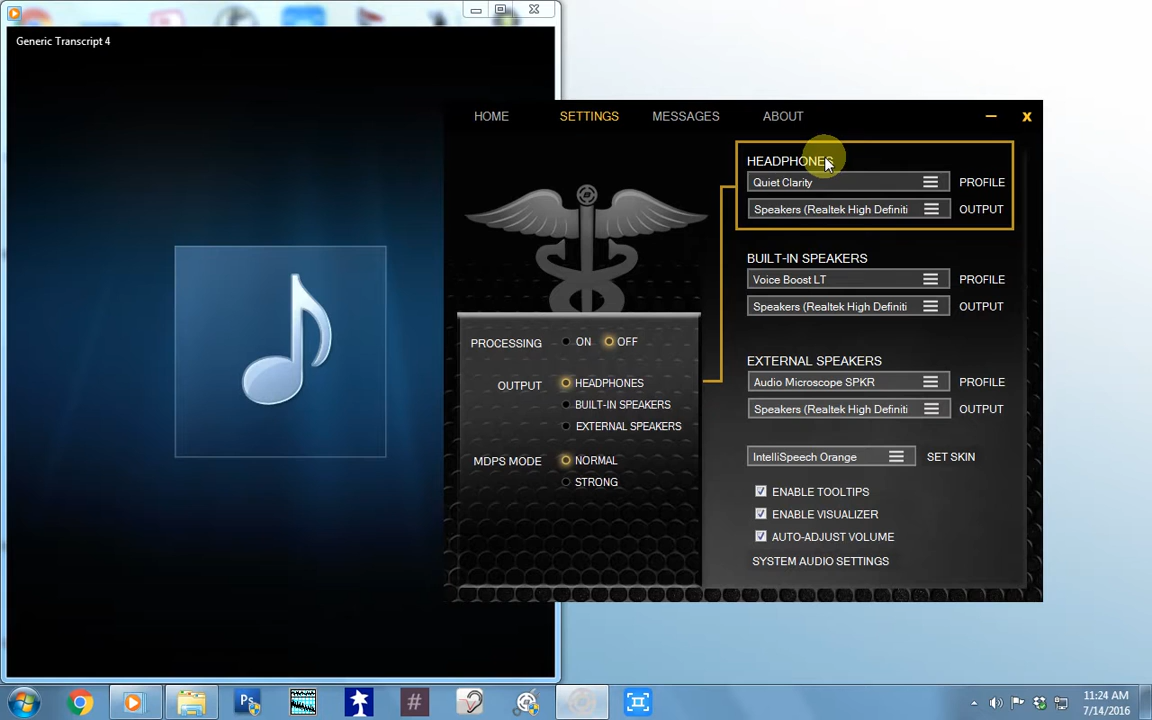 Generic Transcript 4
HOME SETTINGS MESSAGES ABOUT
X
HEADPHONES
Quiet Clarity PROFILE
Speakers (Realtek High Definiti OUTPUT
BUILT-IN SPEAKERS
Voice Boost LT PROFILE
Speakers (Realtek High Definiti OUTPUT
EXTERNAL SPEAKERS
Audio Microscope SPKR PROFILE
Speakers (Realtek High Definiti OUTPUT
IntelliSpeech Orange SET SKIN
ENABLE TOOLTIPS
ENABLE VISUALIZER
AUTO-ADJUST VOLUME
SYSTEM AUDIO SETTINGS
PROCESSING ON OFF
OUTPUT HEADPHONES
BUILT-IN SPEAKERS
EXTERNAL SPEAKERS
MDPS MODE NORMAL
STRONG
Ps
#
11:24 AM
7/14/2016